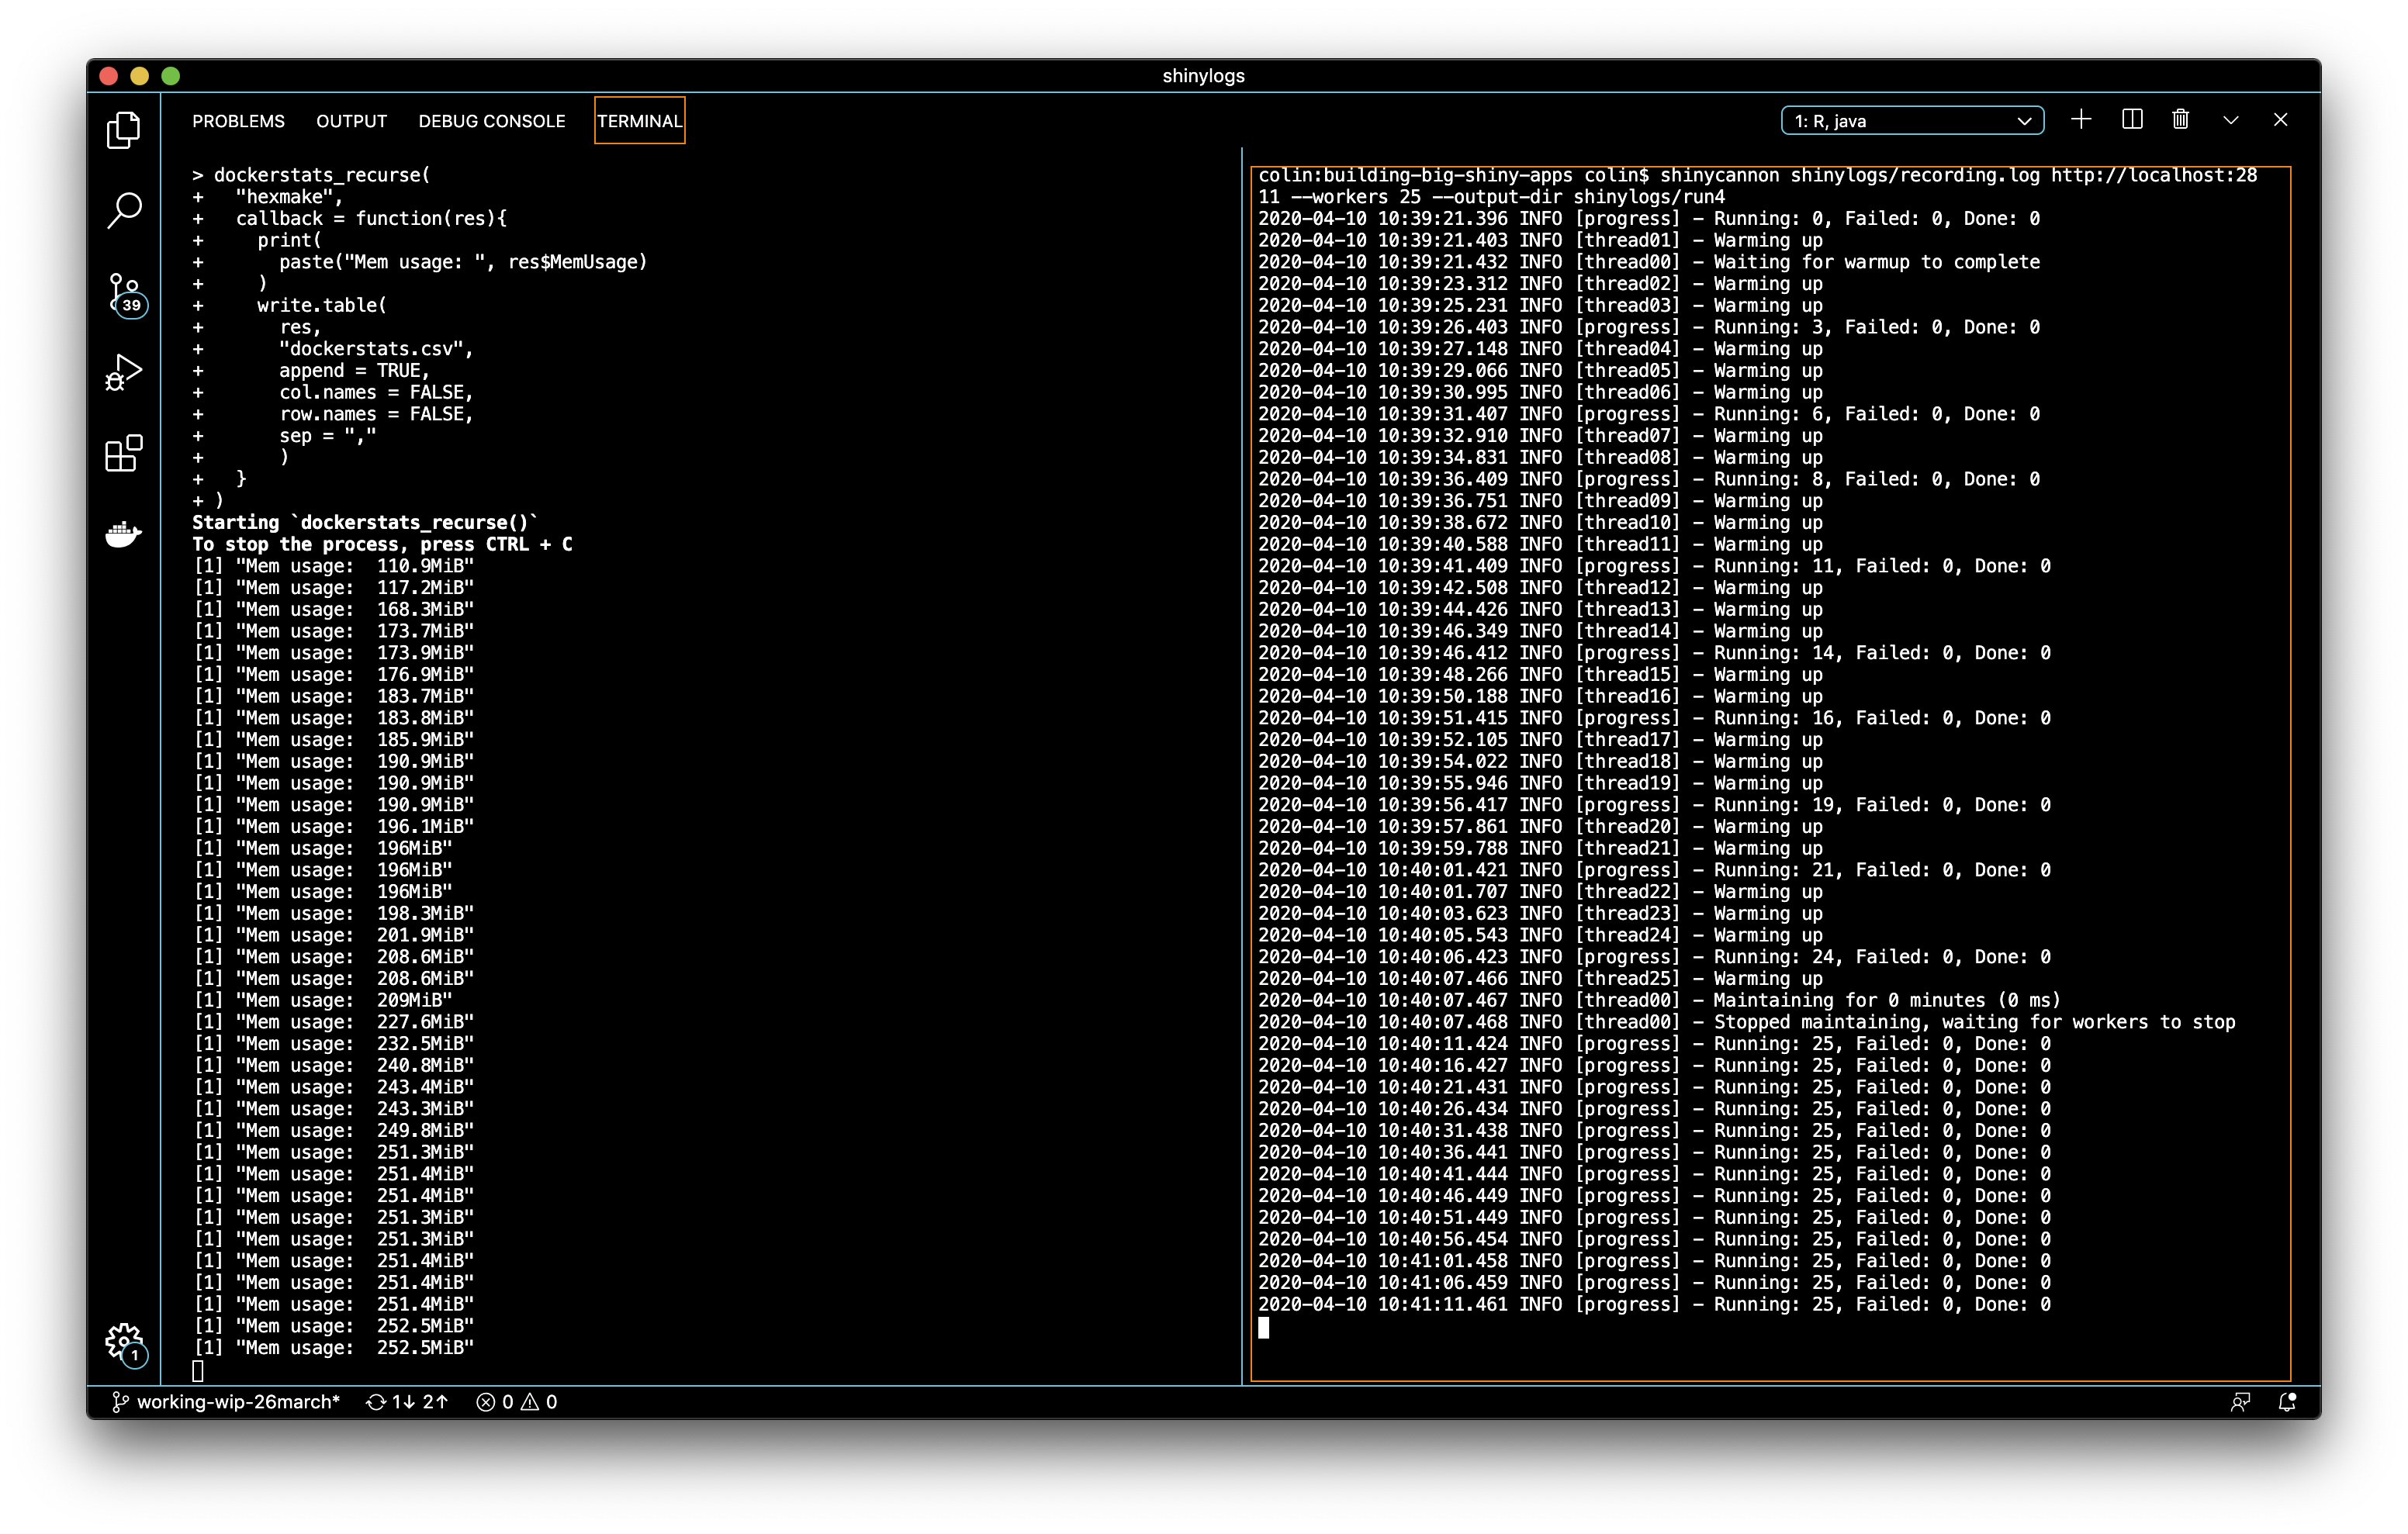 shinylogs
PROBLEMS OUTPUT DEBUG CONSOLE TERMINAL
1: R, java
39
1
> dockerstats_recurse(
+   "hexmake",
+   callback = function(res){
+     print(
+       paste("Mem usage: ", res$MemUsage)
+     )
+     write.table(
+       res,
+       "dockerstats.csv",
+       append = TRUE,
+       col.names = FALSE,
+       row.names = FALSE,
+       sep = ","
+       )
+   }
+ )
Starting `dockerstats_recurse()`
To stop the process, press CTRL + C
[1] "Mem usage:  110.9MiB"
[1] "Mem usage:  117.2MiB"
[1] "Mem usage:  168.3MiB"
[1] "Mem usage:  173.7MiB"
[1] "Mem usage:  173.9MiB"
[1] "Mem usage:  176.9MiB"
[1] "Mem usage:  183.7MiB"
[1] "Mem usage:  183.8MiB"
[1] "Mem usage:  185.9MiB"
[1] "Mem usage:  190.9MiB"
[1] "Mem usage:  190.9MiB"
[1] "Mem usage:  190.9MiB"
[1] "Mem usage:  196.1MiB"
[1] "Mem usage:  196MiB"
[1] "Mem usage:  196MiB"
[1] "Mem usage:  196MiB"
[1] "Mem usage:  198.3MiB"
[1] "Mem usage:  201.9MiB"
[1] "Mem usage:  208.6MiB"
[1] "Mem usage:  208.6MiB"
[1] "Mem usage:  209MiB"
[1] "Mem usage:  227.6MiB"
[1] "Mem usage:  232.5MiB"
[1] "Mem usage:  240.8MiB"
[1] "Mem usage:  243.4MiB"
[1] "Mem usage:  243.3MiB"
[1] "Mem usage:  249.8MiB"
[1] "Mem usage:  251.3MiB"
[1] "Mem usage:  251.4MiB"
[1] "Mem usage:  251.4MiB"
[1] "Mem usage:  251.3MiB"
[1] "Mem usage:  251.3MiB"
[1] "Mem usage:  251.4MiB"
[1] "Mem usage:  251.4MiB"
[1] "Mem usage:  251.4MiB"
[1] "Mem usage:  252.5MiB"
[1] "Mem usage:  252.5MiB"
colin:building-big-shiny-apps colin$ shinycannon shinylogs/recording.log http://localhost:28
11 --workers 25 --output-dir shinylogs/run4
2020-04-10 10:39:21.396 INFO [progress] - Running: 0, Failed: 0, Done: 0
2020-04-10 10:39:21.403 INFO [thread01] - Warming up
2020-04-10 10:39:21.432 INFO [thread00] - Waiting for warmup to complete
2020-04-10 10:39:23.312 INFO [thread02] - Warming up
2020-04-10 10:39:25.231 INFO [thread03] - Warming up
2020-04-10 10:39:26.403 INFO [progress] - Running: 3, Failed: 0, Done: 0
2020-04-10 10:39:27.148 INFO [thread04] - Warming up
2020-04-10 10:39:29.066 INFO [thread05] - Warming up
2020-04-10 10:39:30.995 INFO [thread06] - Warming up
2020-04-10 10:39:31.407 INFO [progress] - Running: 6, Failed: 0, Done: 0
2020-04-10 10:39:32.910 INFO [thread07] - Warming up
2020-04-10 10:39:34.831 INFO [thread08] - Warming up
2020-04-10 10:39:36.409 INFO [progress] - Running: 8, Failed: 0, Done: 0
2020-04-10 10:39:36.751 INFO [thread09] - Warming up
2020-04-10 10:39:38.672 INFO [thread10] - Warming up
2020-04-10 10:39:40.588 INFO [thread11] - Warming up
2020-04-10 10:39:41.409 INFO [progress] - Running: 11, Failed: 0, Done: 0
2020-04-10 10:39:42.508 INFO [thread12] - Warming up
2020-04-10 10:39:44.426 INFO [thread13] - Warming up
2020-04-10 10:39:46.349 INFO [thread14] - Warming up
2020-04-10 10:39:46.412 INFO [progress] - Running: 14, Failed: 0, Done: 0
2020-04-10 10:39:48.266 INFO [thread15] - Warming up
2020-04-10 10:39:50.188 INFO [thread16] - Warming up
2020-04-10 10:39:51.415 INFO [progress] - Running: 16, Failed: 0, Done: 0
2020-04-10 10:39:52.105 INFO [thread17] - Warming up
2020-04-10 10:39:54.022 INFO [thread18] - Warming up
2020-04-10 10:39:55.946 INFO [thread19] - Warming up
2020-04-10 10:39:56.417 INFO [progress] - Running: 19, Failed: 0, Done: 0
2020-04-10 10:39:57.861 INFO [thread20] - Warming up
2020-04-10 10:39:59.788 INFO [thread21] - Warming up
2020-04-10 10:40:01.421 INFO [progress] - Running: 21, Failed: 0, Done: 0
2020-04-10 10:40:01.707 INFO [thread22] - Warming up
2020-04-10 10:40:03.623 INFO [thread23] - Warming up
2020-04-10 10:40:05.543 INFO [thread24] - Warming up
2020-04-10 10:40:06.423 INFO [progress] - Running: 24, Failed: 0, Done: 0
2020-04-10 10:40:07.466 INFO [thread25] - Warming up
2020-04-10 10:40:07.467 INFO [thread00] - Maintaining for 0 minutes (0 ms)
2020-04-10 10:40:07.468 INFO [thread00] - Stopped maintaining, waiting for workers to stop
2020-04-10 10:40:11.424 INFO [progress] - Running: 25, Failed: 0, Done: 0
2020-04-10 10:40:16.427 INFO [progress] - Running: 25, Failed: 0, Done: 0
2020-04-10 10:40:21.431 INFO [progress] - Running: 25, Failed: 0, Done: 0
2020-04-10 10:40:26.434 INFO [progress] - Running: 25, Failed: 0, Done: 0
2020-04-10 10:40:31.438 INFO [progress] - Running: 25, Failed: 0, Done: 0
2020-04-10 10:40:36.441 INFO [progress] - Running: 25, Failed: 0, Done: 0
2020-04-10 10:40:41.444 INFO [progress] - Running: 25, Failed: 0, Done: 0
2020-04-10 10:40:46.449 INFO [progress] - Running: 25, Failed: 0, Done: 0
2020-04-10 10:40:51.449 INFO [progress] - Running: 25, Failed: 0, Done: 0
2020-04-10 10:40:56.454 INFO [progress] - Running: 25, Failed: 0, Done: 0
2020-04-10 10:41:01.458 INFO [progress] - Running: 25, Failed: 0, Done: 0
2020-04-10 10:41:06.459 INFO [progress] - Running: 25, Failed: 0, Done: 0
2020-04-10 10:41:11.461 INFO [progress] - Running: 25, Failed: 0, Done: 0
working-wip-26march* 1↓ 2↑ 0 0